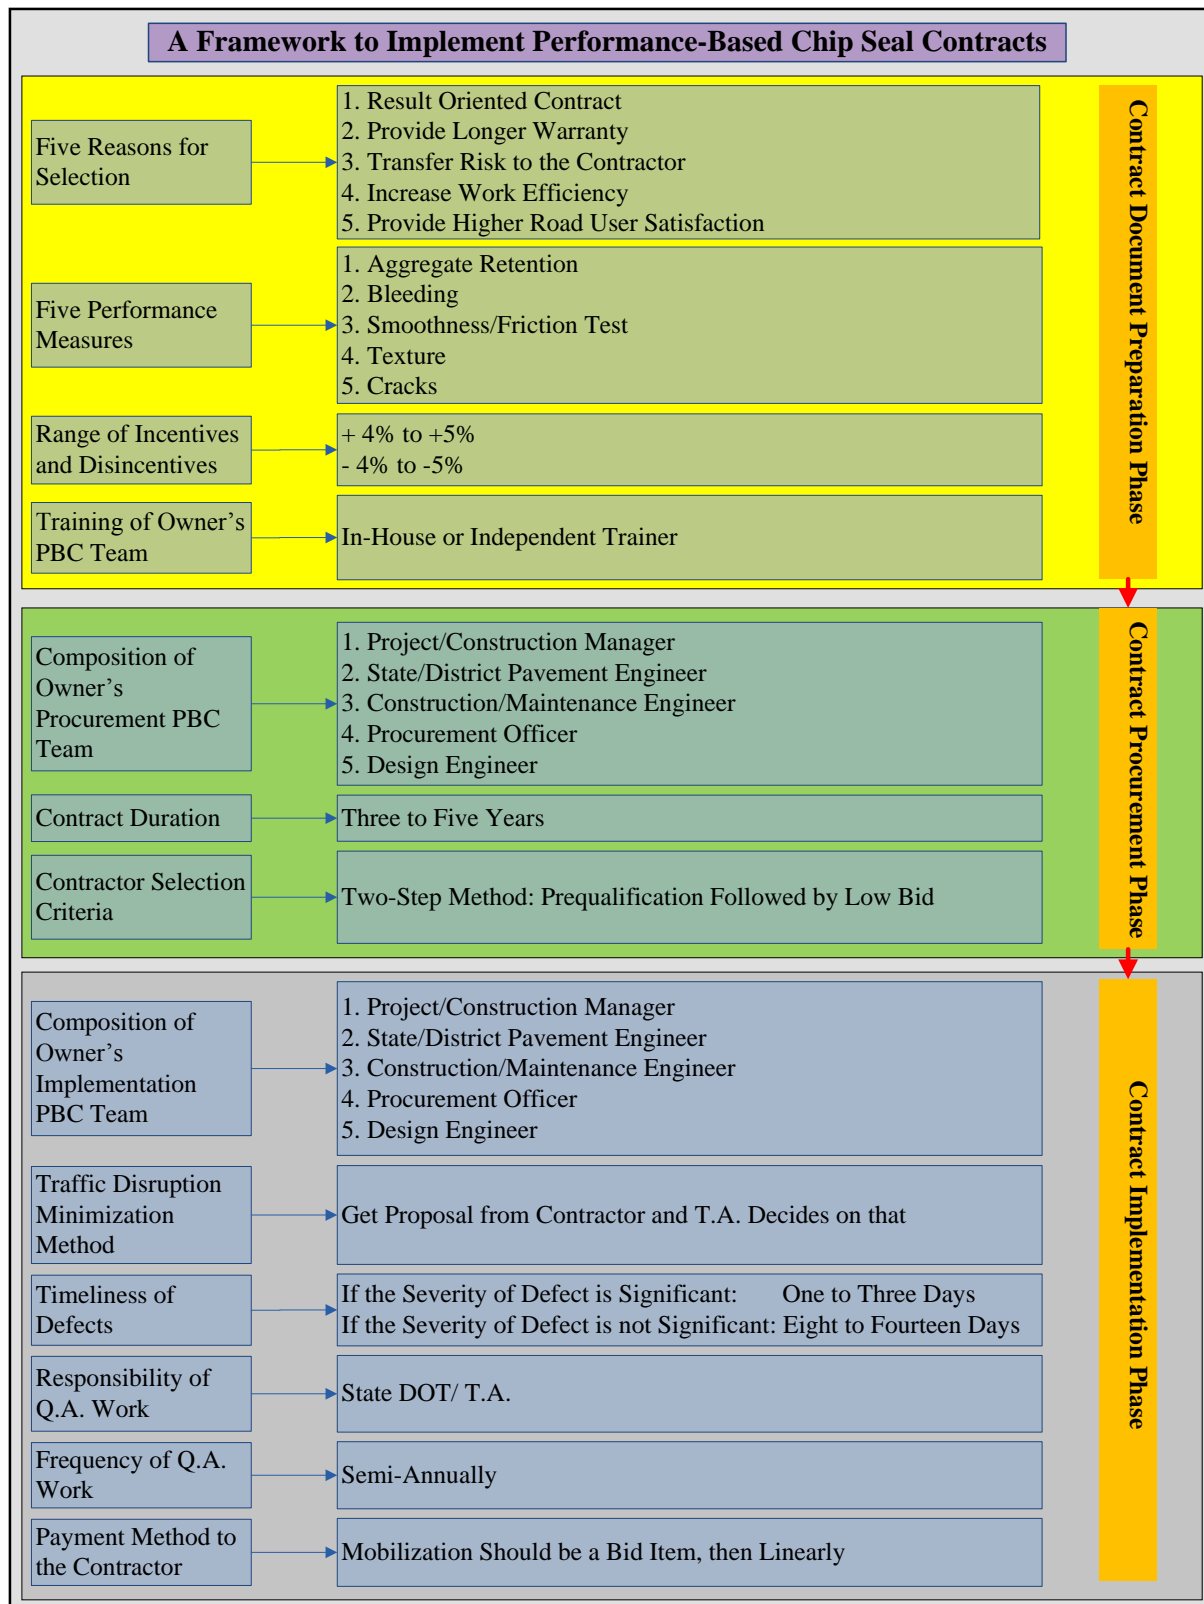 A Framework to Implement Performance-Based Chip Seal Contracts
Five Reasons for
Selection
1. Result Oriented Contract
2. Provide Longer Warranty
3. Transfer Risk to the Contractor
4. Increase Work Efficiency
5. Provide Higher Road User Satisfaction
Five Performance
Measures
1. Aggregate Retention
2. Bleeding
3. Smoothness/Friction Test
4. Texture
5. Cracks
Range of Incentives
and Disincentives
+ 4% to +5%
- 4% to -5%
Training of Owner’s
PBC Team
In-House or Independent Trainer
Contract Document Preparation Phase
Composition of
Owner’s
Procurement PBC
Team
1. Project/Construction Manager
2. State/District Pavement Engineer
3. Construction/Maintenance Engineer
4. Procurement Officer
5. Design Engineer
Contract Duration
Three to Five Years
Contractor Selection
Criteria
Two-Step Method: Prequalification Followed by Low Bid
Contract Procurement Phase
Composition of
Owner’s
Implementation
PBC Team
1. Project/Construction Manager
2. State/District Pavement Engineer
3. Construction/Maintenance Engineer
4. Procurement Officer
5. Design Engineer
Traffic Disruption
Minimization
Method
Get Proposal from Contractor and T.A. Decides on that
Timeliness of
Defects
If the Severity of Defect is Significant: One to Three Days
If the Severity of Defect is not Significant: Eight to Fourteen Days
Responsibility of
Q.A. Work
State DOT/ T.A.
Frequency of Q.A.
Work
Semi-Annually
Payment Method to
the Contractor
Mobilization Should be a Bid Item, then Linearly
Contract Implementation Phase